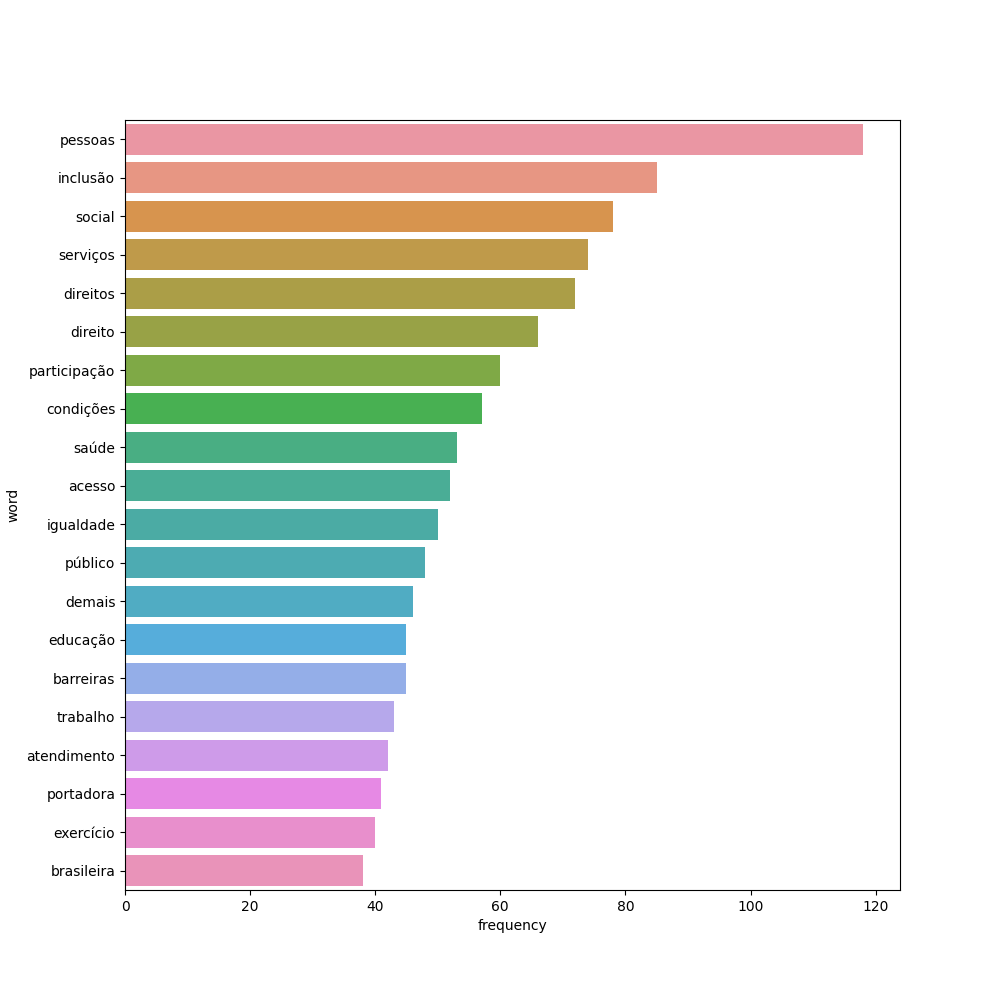 pessoas
inclusão
social
serviços
direitos
direito
participação
condições
saúde
acesso
igualdade
público
demais
educação
barreiras
trabalho
atendimento
portadora
exercício
brasileira
word
0 20 40 60 80 100 120
frequency